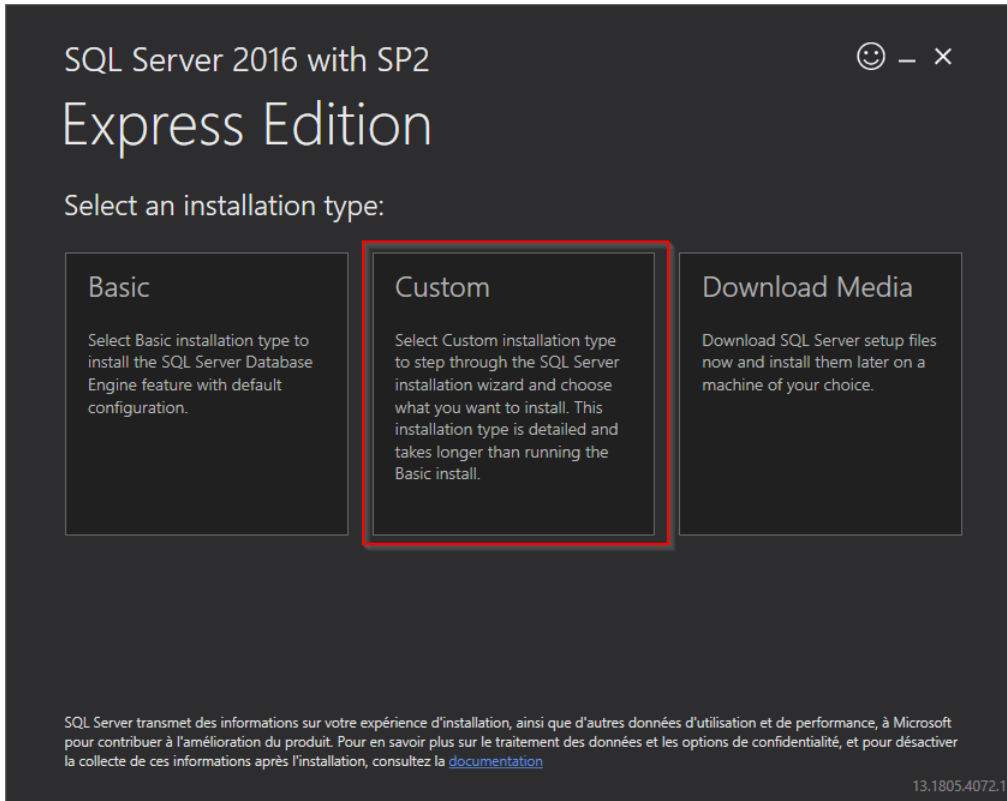 SQL Server 2016 with SP2
Express Edition
Select an installation type:
Basic
Select Basic installation type to
install the SQL Server Database
Engine feature with default
configuration.
Custom
Select Custom installation type
to step through the SQL Server
installation wizard and choose
what you want to install. This
installation type is detailed and
takes longer than running the
Basic install.
Download Media
Download SQL Server setup files
now and install them later on a
machine of your choice.
SQL Server transmet des informations sur votre expérience d'installation, ainsi que d'autres données d'utilisation et de performance, à Microsoft
pour contribuer à l'amélioration du produit. Pour en savoir plus sur le traitement des données et les options de confidentialité, et pour désactiver
la collecte de ces informations après l'installation, consultez la documentation
13.1805.4072.1